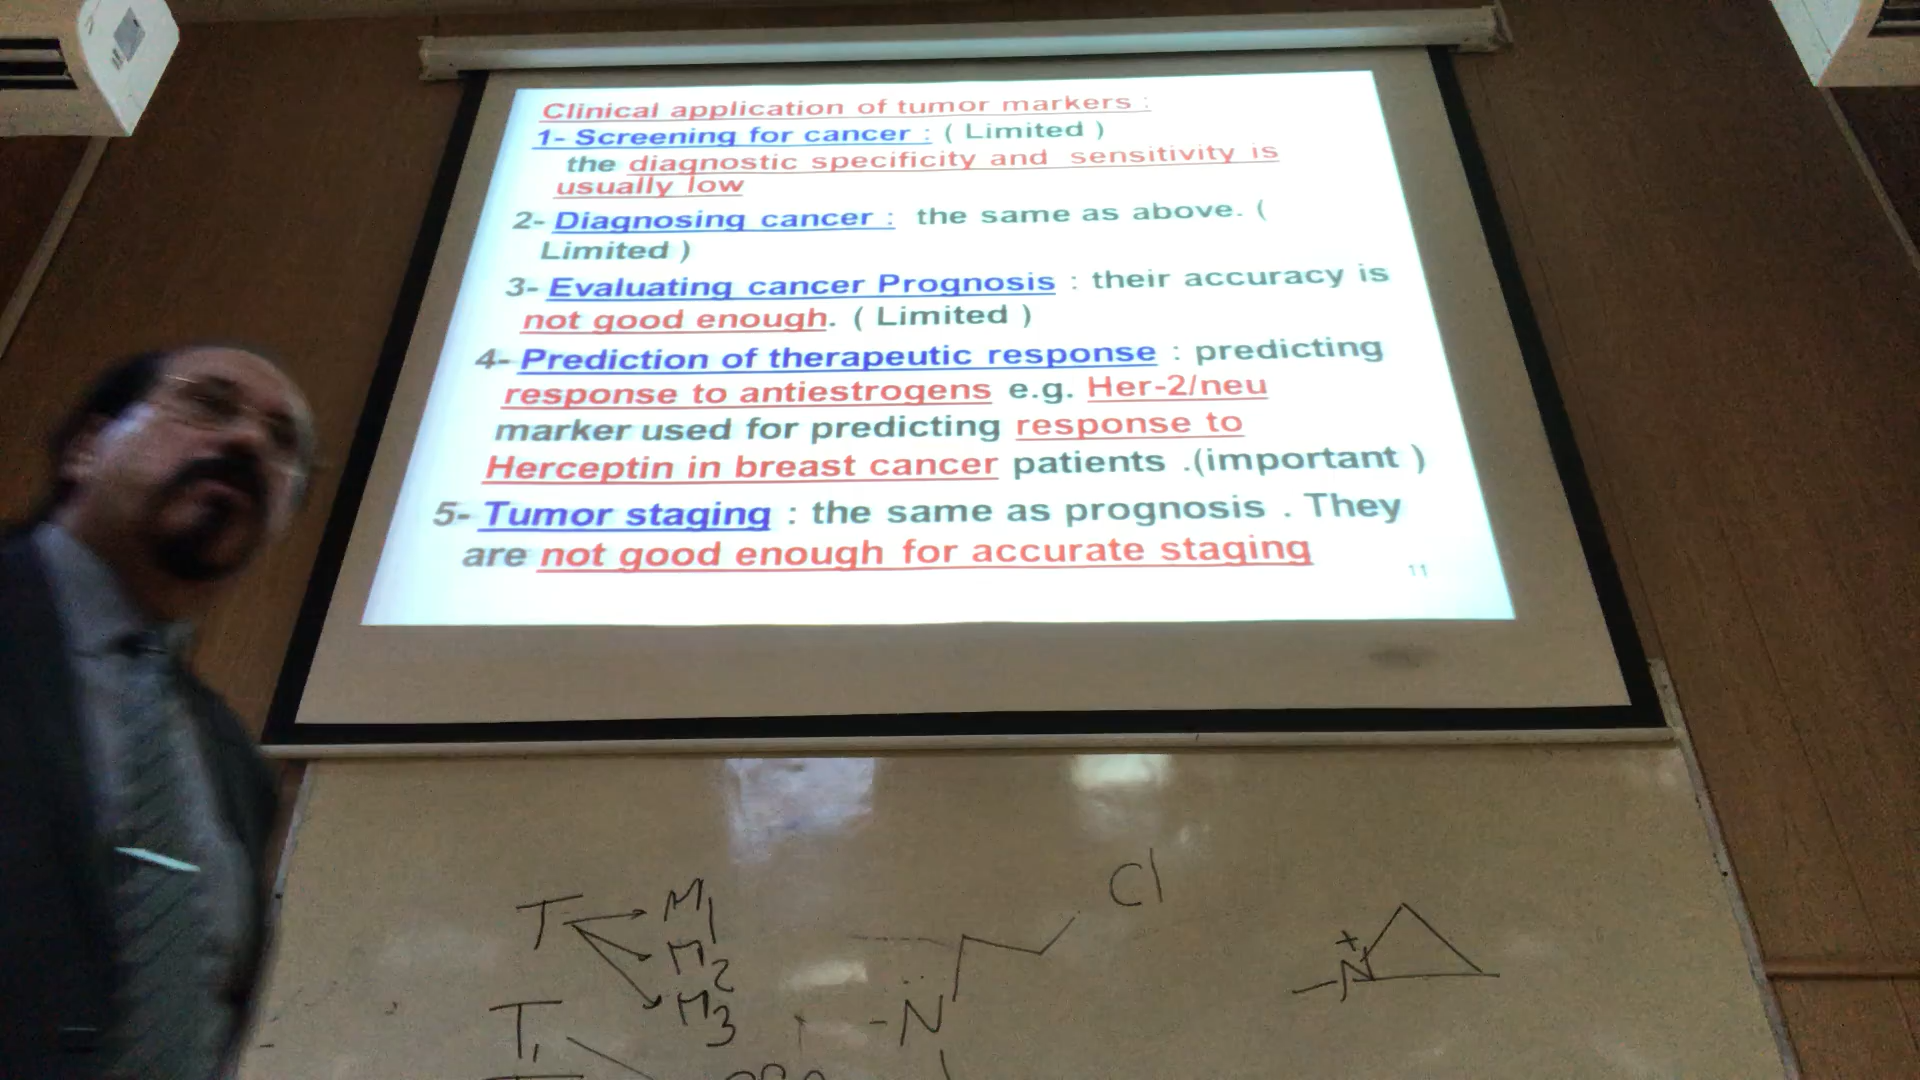 Clinical application of tumor markers :
1- Screening for cancer : ( Limited )
the diagnostic specificity and sensitivity is
usually low
2- Diagnosing cancer : the same as above. (
Limited )
3- Evaluating cancer Prognosis : their accuracy is
not good enough. ( Limited )
4- Prediction of therapeutic response : predicting
response to antiestrogens e.g. Her-2/neu
marker used for predicting response to
Herceptin in breast cancer patients .(important )
5- Tumor staging : the same as prognosis . They
are not good enough for accurate staging
11
T M1
M2
M3
T1
Cl
N
+
N